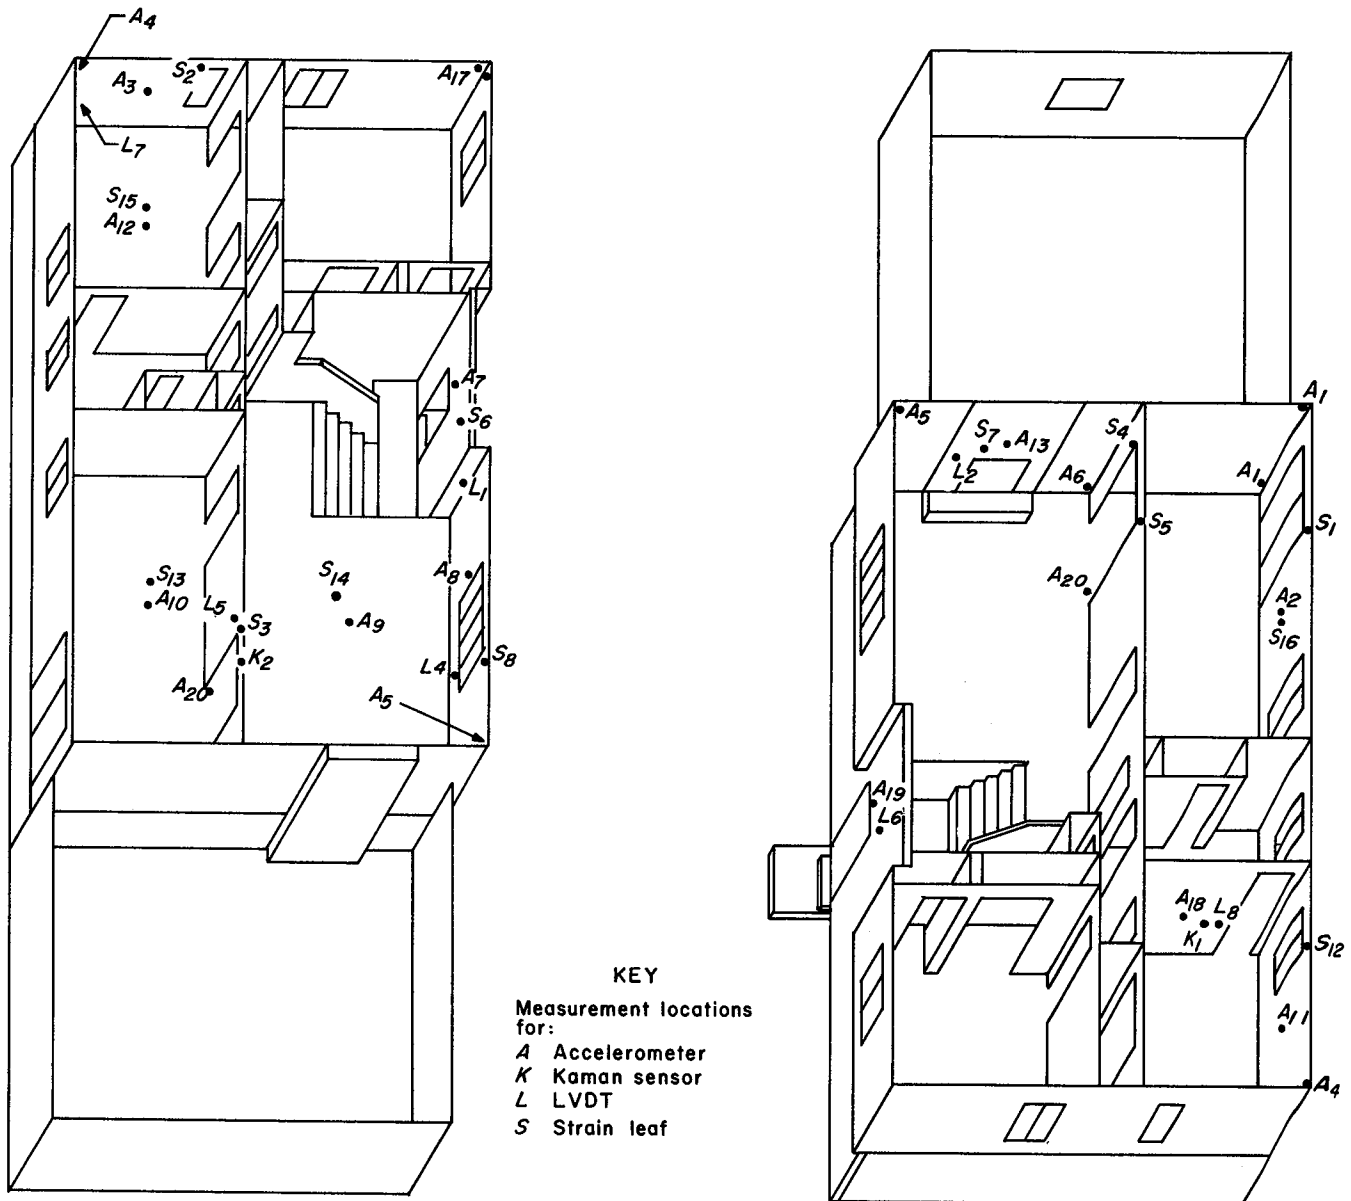 A4
A3
S2
A17
L7
S15
A12
A7
S6
L1
S13
A10
L5
S3
K2
A20
S14
A9
A8
L4
S8
A5
KEY
Measurement locations
for:
A Accelerometer
K Kaman sensor
L LVDT
S Strain leaf
A5
S7
A13
L2
A6
S4
S5
A1
A1
S1
A20
A2
S16
A19
L6
A18
K1
L8
S12
A11
A4